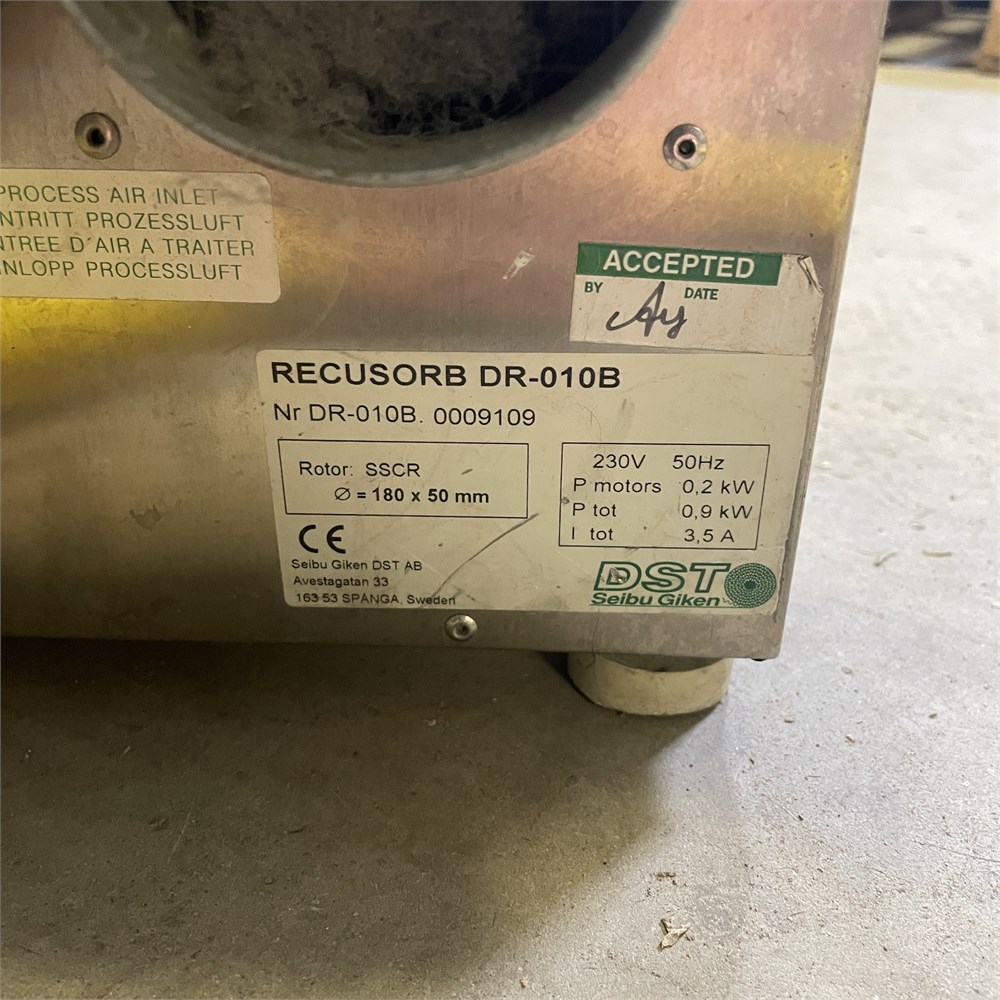 PROCESS AIR INLET
NTRITT PROZESSLUFT
NTREE D'AIR A TRAITER
INLOPP PROCESSLUFT
ACCEPTED
BY
DATE
RECUSORB DR-010B
Nr DR-010B. 0009109
Rotor: SSCR
Ø = 180 x 50 mm
230V 50Hz
P motors 0,2 kW
P tot 0,9 kW
I tot 3,5 A
CE
Seibu Giken DST AB
Avestagatan 33
163 53 SPANGA, Sweden
DST
Seibu Giken